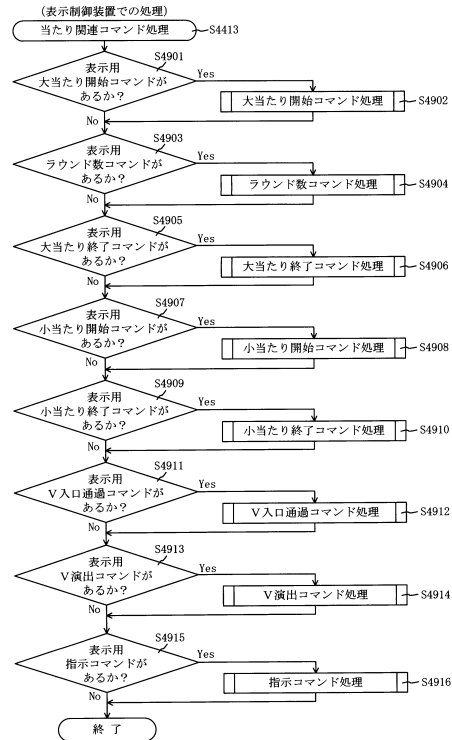 (表示制御装置での処理)
当たり関連コマンド処理
S4413
S4901
表示用
大当たり開始コマンドが
あるか?
Yes
大当たり開始コマンド処理
S4902
No
S4903
表示用
ラウンド数コマンドが
あるか?
Yes
ラウンド数コマンド処理
S4904
No
S4905
表示用
大当たり終了コマンドが
あるか?
Yes
大当たり終了コマンド処理
S4906
No
S4907
表示用
小当たり開始コマンドが
あるか?
Yes
小当たり開始コマンド処理
S4908
No
S4909
表示用
小当たり終了コマンドが
あるか?
Yes
小当たり終了コマンド処理
S4910
No
S4911
表示用
V入口通過コマンドが
あるか?
Yes
V入口通過コマンド処理
S4912
No
S4913
表示用
V演出コマンドが
あるか?
Yes
V演出コマンド処理
S4914
No
S4915
表示用
指示コマンドが
あるか?
Yes
指示コマンド処理
S4916
No
終了